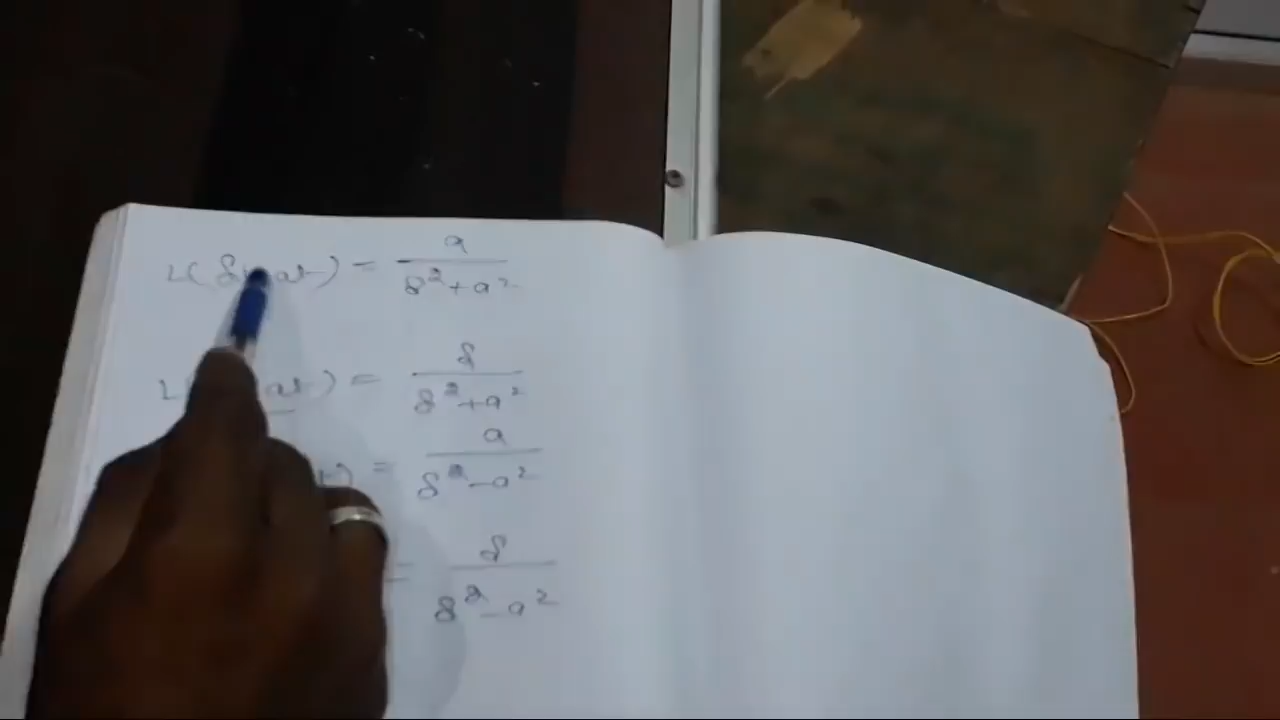 L(S at) = a / s²+a²
L( at) = s / s²+a²
t) = a / s²-a²
= s / s²-a²